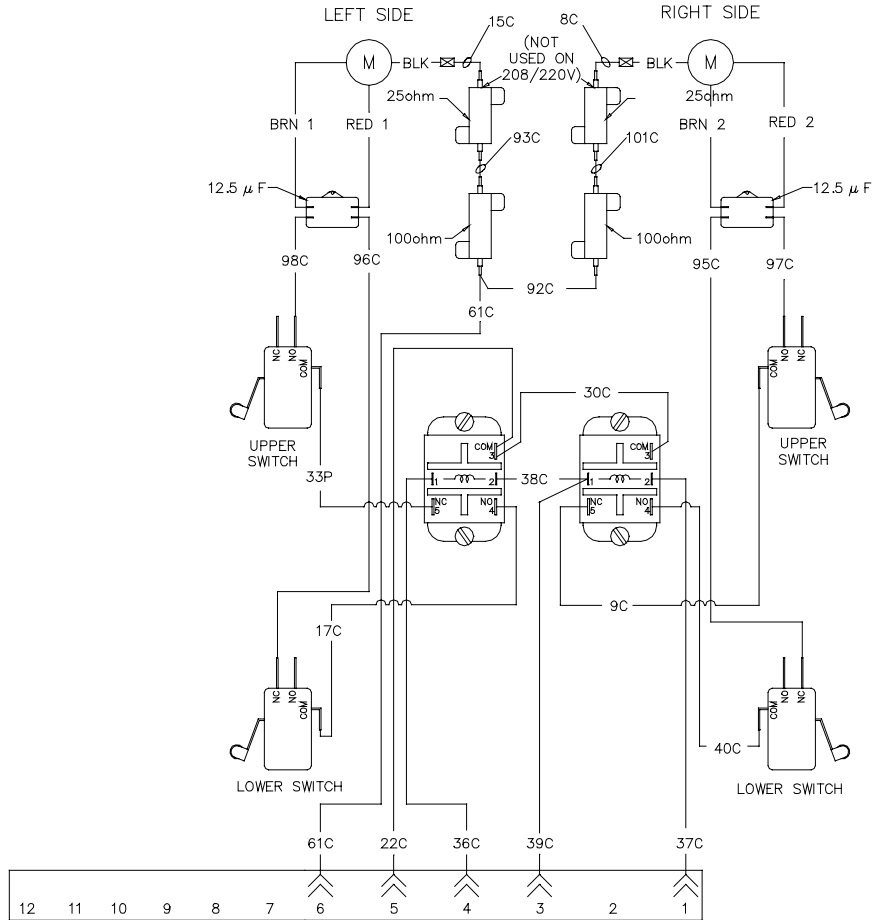 LEFT SIDE
15C
8C
RIGHT SIDE
(NOT
USED ON
208/220V)
M
BLK
BLK
M
25ohm
25ohm
BRN 1
RED 1
BRN 2
RED 2
93C
101C
12.5 µF
12.5 µF
100ohm
100ohm
98C
96C
92C
95C
97C
61C
NC
NO
COM
COM
NO
NC
UPPER
SWITCH
UPPER
SWITCH
30C
COM
3
COM
3
33P
1
2
38C
1
2
NC
5
NO
4
NC
5
NO
4
17C
9C
NC
NO
COM
COM
NO
NC
40C
LOWER SWITCH
LOWER SWITCH
61C
22C
36C
39C
37C
12
11
10
9
8
7
6
5
4
3
2
1